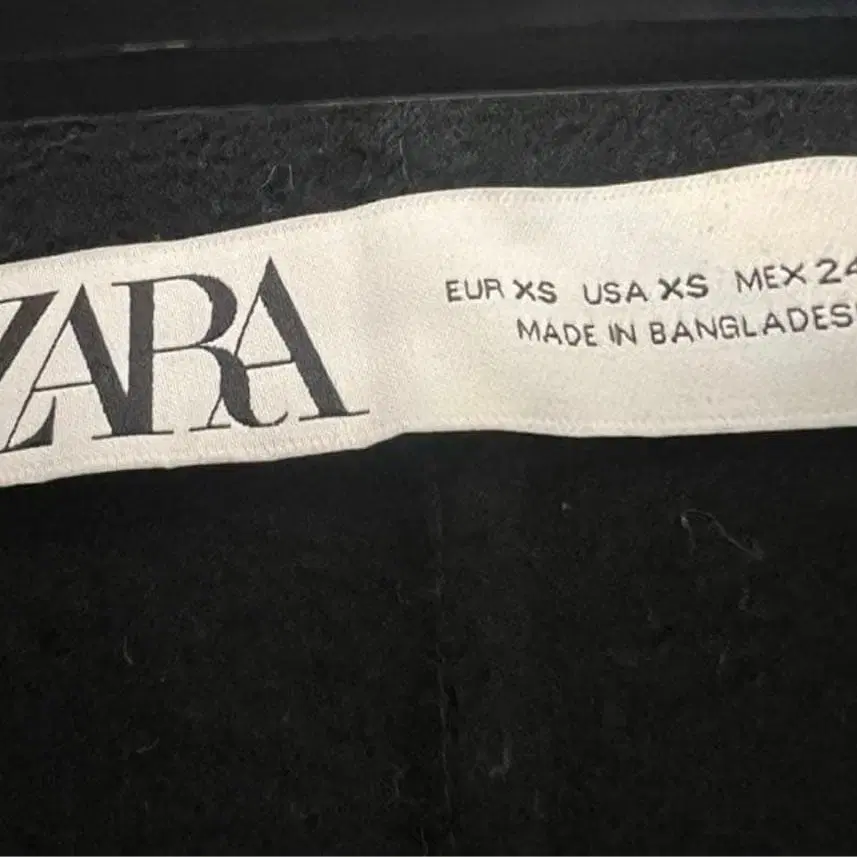 ZARA
EUR XS USA XS MEX 24
MADE IN BANGLADES